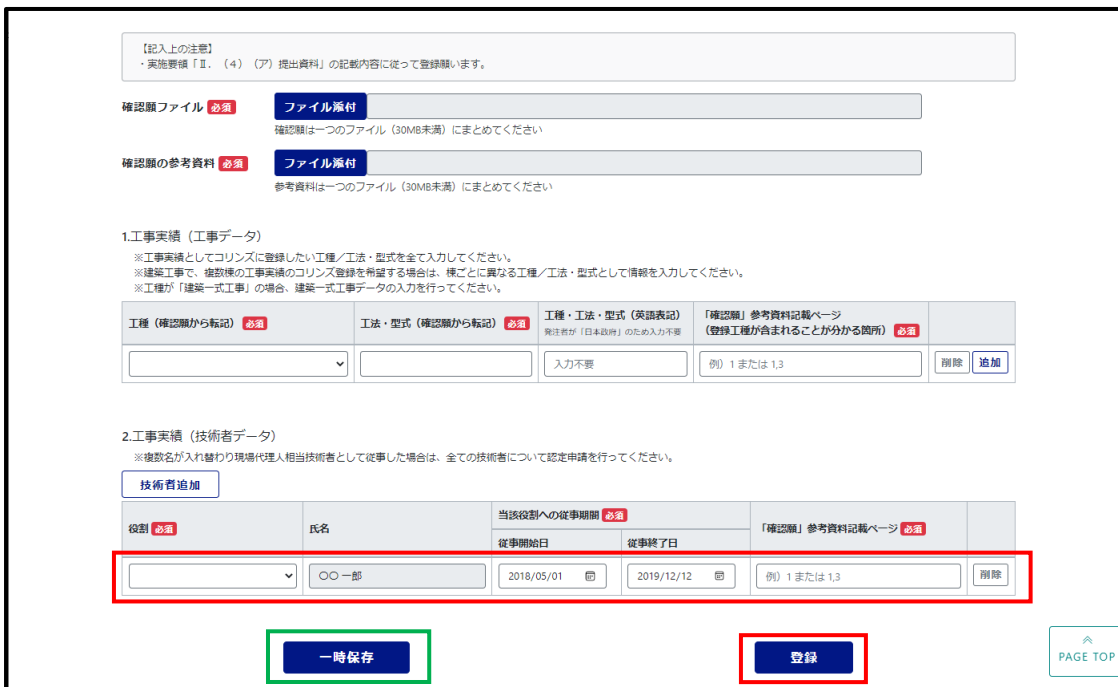 【記入上の注意】
・実施要領「Ⅱ．（4）（ア）提出資料」の記載内容に従って登録願います。
確認願ファイル 必須 ファイル添付
確認願は一つのファイル（30MB未満）にまとめてください
確認願の参考資料 必須 ファイル添付
参考資料は一つのファイル（30MB未満）にまとめてください
1.工事実績（工事データ）
※工事実績としてコリンズに登録したい工種／工法・型式を全て入力してください。
※建築工事で、複数棟の工事実績のコリンズ登録を希望する場合は、棟ごとに異なる工種／工法・型式として情報を入力してください。
※工種が「建築一式工事」の場合、建築一式工事データの入力を行ってください。
工種（確認願から転記） 必須
工法・型式（確認願から転記） 必須
工種・工法・型式（英語表記）
発注者が「日本政府」のため入力不要
「確認願」参考資料記載ページ
（登録工種が含まれることが分かる箇所） 必須
入力不要
例）1 または 1,3
削除 追加
2.工事実績（技術者データ）
※複数名が入れ替わり現場代理人相当技術者として従事した場合は、全ての技術者について認定申請を行ってください。
技術者追加
役割 必須
氏名
当該役割への従事期間 必須
従事開始日
従事終了日
「確認願」参考資料記載ページ 必須
〇〇 一郎
2018/05/01
2019/12/12
例）1 または 1,3
削除
一時保存
登録
PAGE TOP